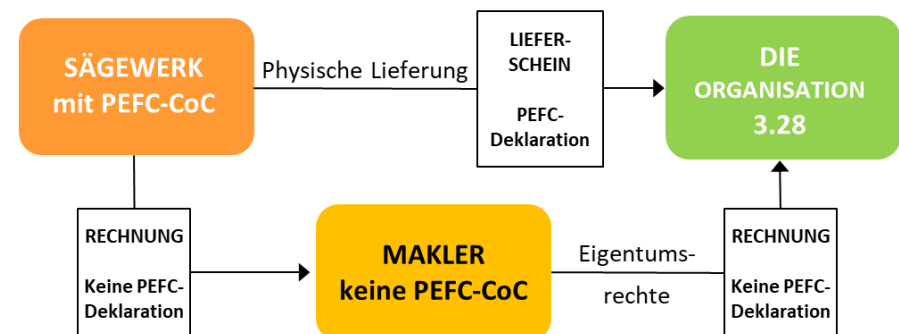 SÄGEWERK
mit PEFC-CoC
Physische Lieferung
LIEFER-
SCHEIN
PEFC-
Deklaration
DIE
ORGANISATION
3.28
RECHNUNG
Keine PEFC-
Deklaration
MAKLER
keine PEFC-CoC
Eigentums-
rechte
RECHNUNG
Keine PEFC-
Deklaration